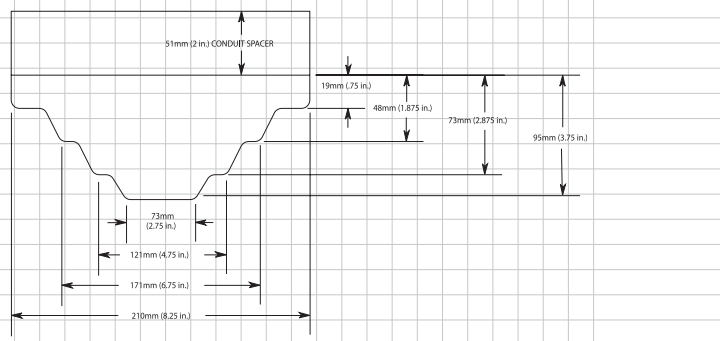 51mm (2 in.) CONDUIT SPACER
19mm (.75 in.)
48mm (1.875 in.)
73mm (2.875 in.)
95mm (3.75 in.)
73mm
(2.75 in.)
121mm (4.75 in.)
171mm (6.75 in.)
210mm (8.25 in.)